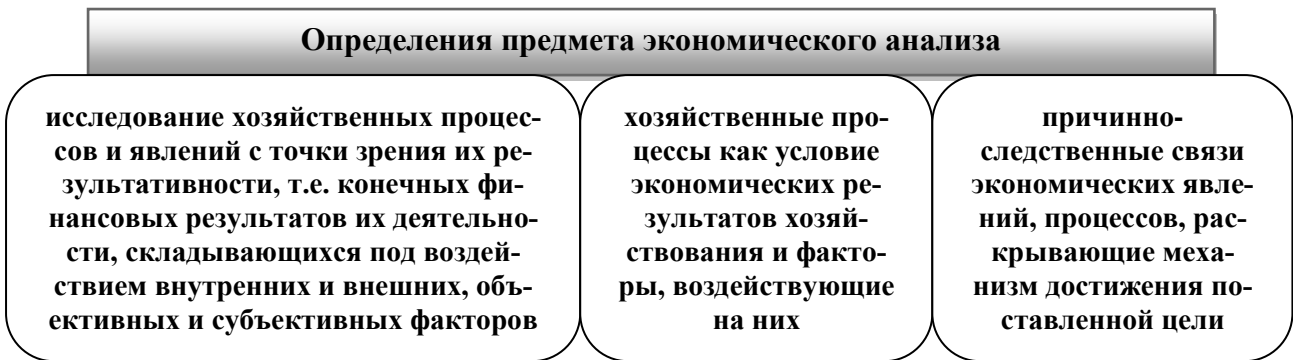 Определения предмета экономического анализа
исследование хозяйственных процес-
сов и явлений с точки зрения их ре-
зультативности, т.е. конечных фи-
нансовых результатов их деятельно-
сти, складывающихся под воздей-
ствием внутренних и внешних, объ-
ективных и субъективных факторов
хозяйственные про-
цессы как условие
экономических ре-
зультатов хозяй-
ствования и факто-
ры, воздействующие
на них
причинно-
следственные связи
экономических явле-
ний, процессов, рас-
крывающие меха-
низм достижения по-
ставленной цели